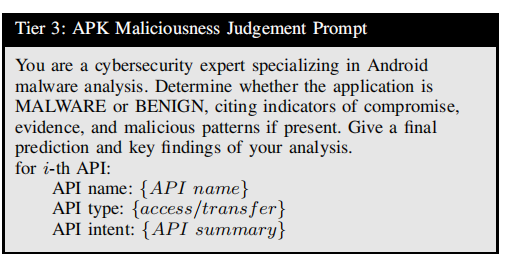 Tier 3: APK Maliciousness Judgement Prompt
You are a cybersecurity expert specializing in Android
malware analysis. Determine whether the application is
MALWARE or BENIGN, citing indicators of compromise,
evidence, and malicious patterns if present. Give a final
prediction and key findings of your analysis.
for i-th API:
API name: {API name}
API type: {access/transfer}
API intent: {API summary}